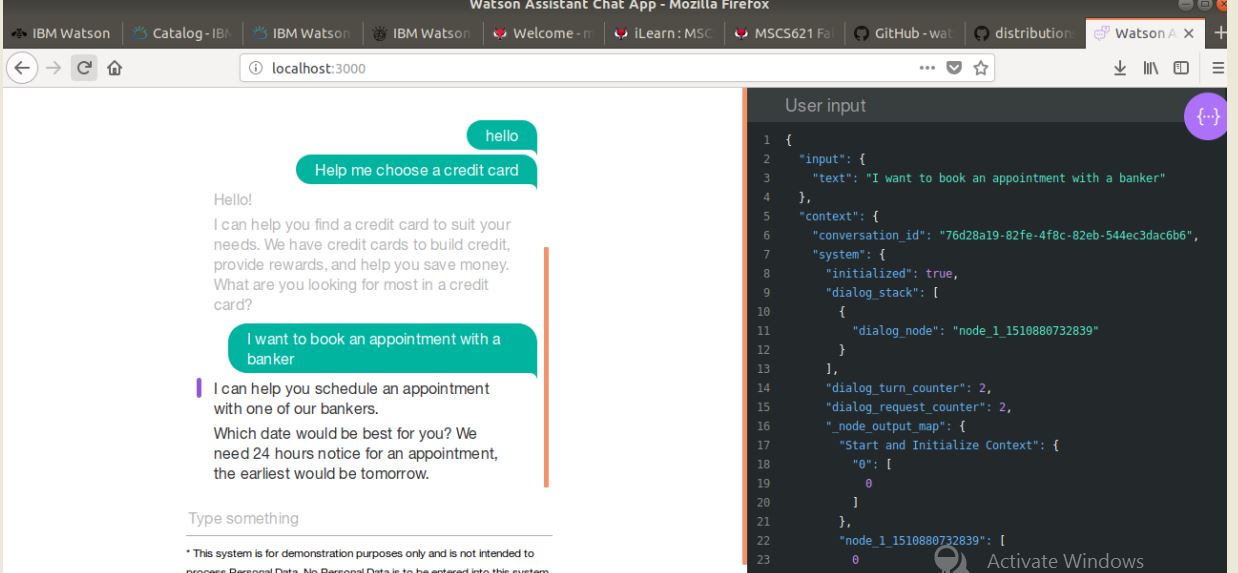 Watson Assistant Chat App - Mozilla Firefox
IBM Watson
Catalog - IBM
IBM Watson
IBM Watson
Welcome - m
iLearn : MSC
MSCS621 Fal
GitHub - wat
distribution
Watson A
localhost:3000
hello
Help me choose a credit card
Hello!
I can help you find a credit card to suit your
needs. We have credit cards to build credit,
provide rewards, and help you save money.
What are you looking for most in a credit
card?
I want to book an appointment with a
banker
I can help you schedule an appointment
with one of our bankers.
Which date would be best for you? We
need 24 hours notice for an appointment,
the earliest would be tomorrow.
Type something
* This system is for demonstration purposes only and is not intended to
process Personal Data. No Personal Data is to be entered into this system
User input
{...}
1 {
2 "input": {
3 "text": "I want to book an appointment with a banker"
4 },
5 "context": {
6 "conversation_id": "76d28a19-82fe-4f8c-82eb-544ec3dac6b6",
7 "system": {
8 "initialized": true,
9 "dialog_stack": [
10 {
11 "dialog_node": "node_1_1510880732839"
12 }
13 ],
14 "dialog_turn_counter": 2,
15 "dialog_request_counter": 2,
16 "_node_output_map": {
17 "Start and Initialize Context": {
18 "0": [
19 0
20 ]
21 },
22 "node_1_1510880732839": [
23 0
Activate Windows